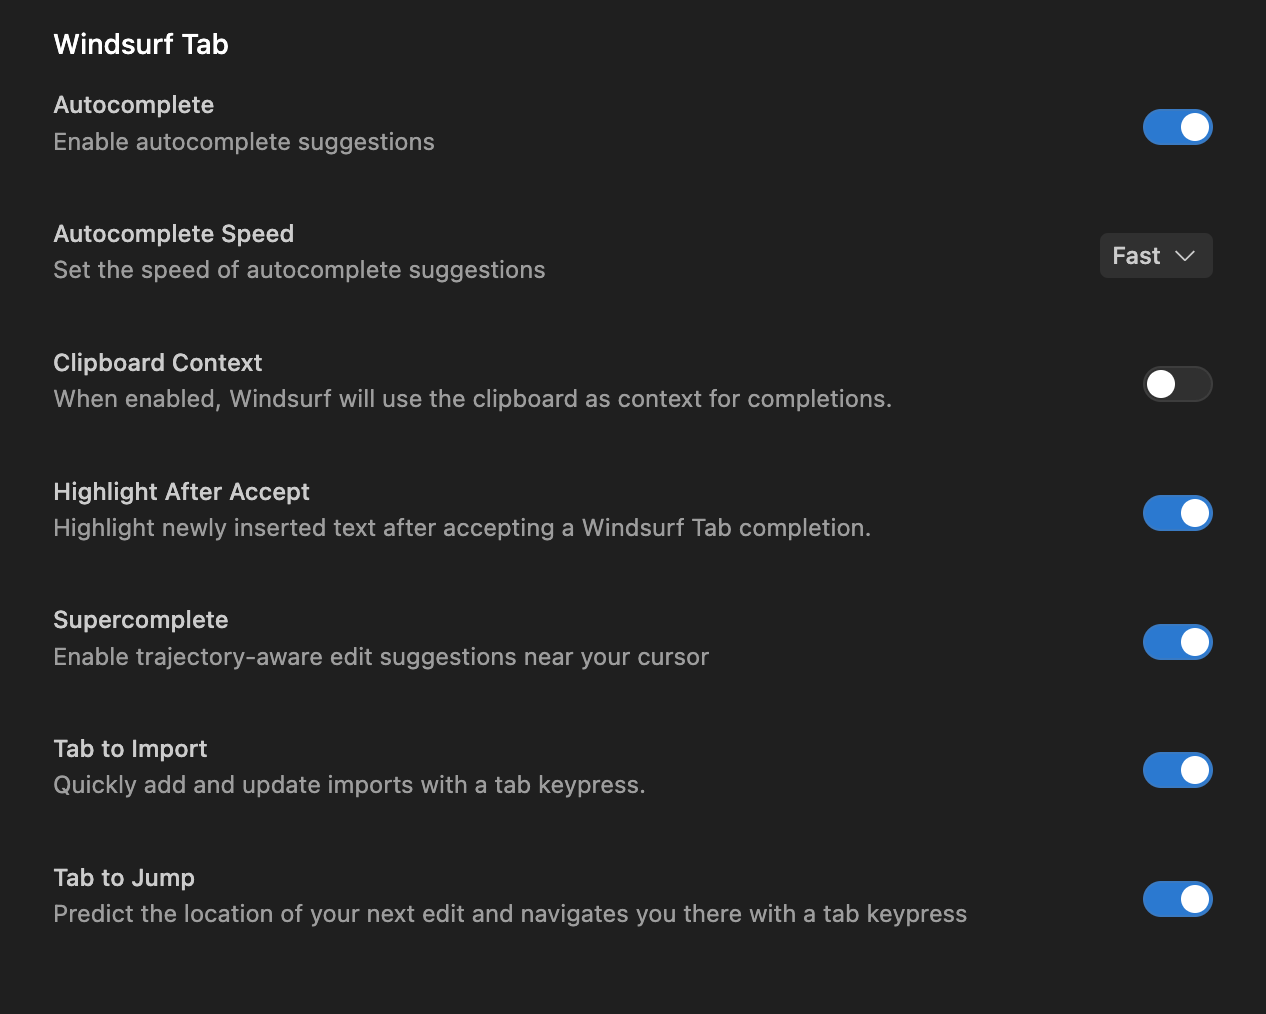 Windsurf Tab
Autocomplete
Enable autocomplete suggestions
Autocomplete Speed
Set the speed of autocomplete suggestions
Fast
Clipboard Context
When enabled, Windsurf will use the clipboard as context for completions.
Highlight After Accept
Highlight newly inserted text after accepting a Windsurf Tab completion.
Supercomplete
Enable trajectory-aware edit suggestions near your cursor
Tab to Import
Quickly add and update imports with a tab keypress.
Tab to Jump
Predict the location of your next edit and navigates you there with a tab keypress